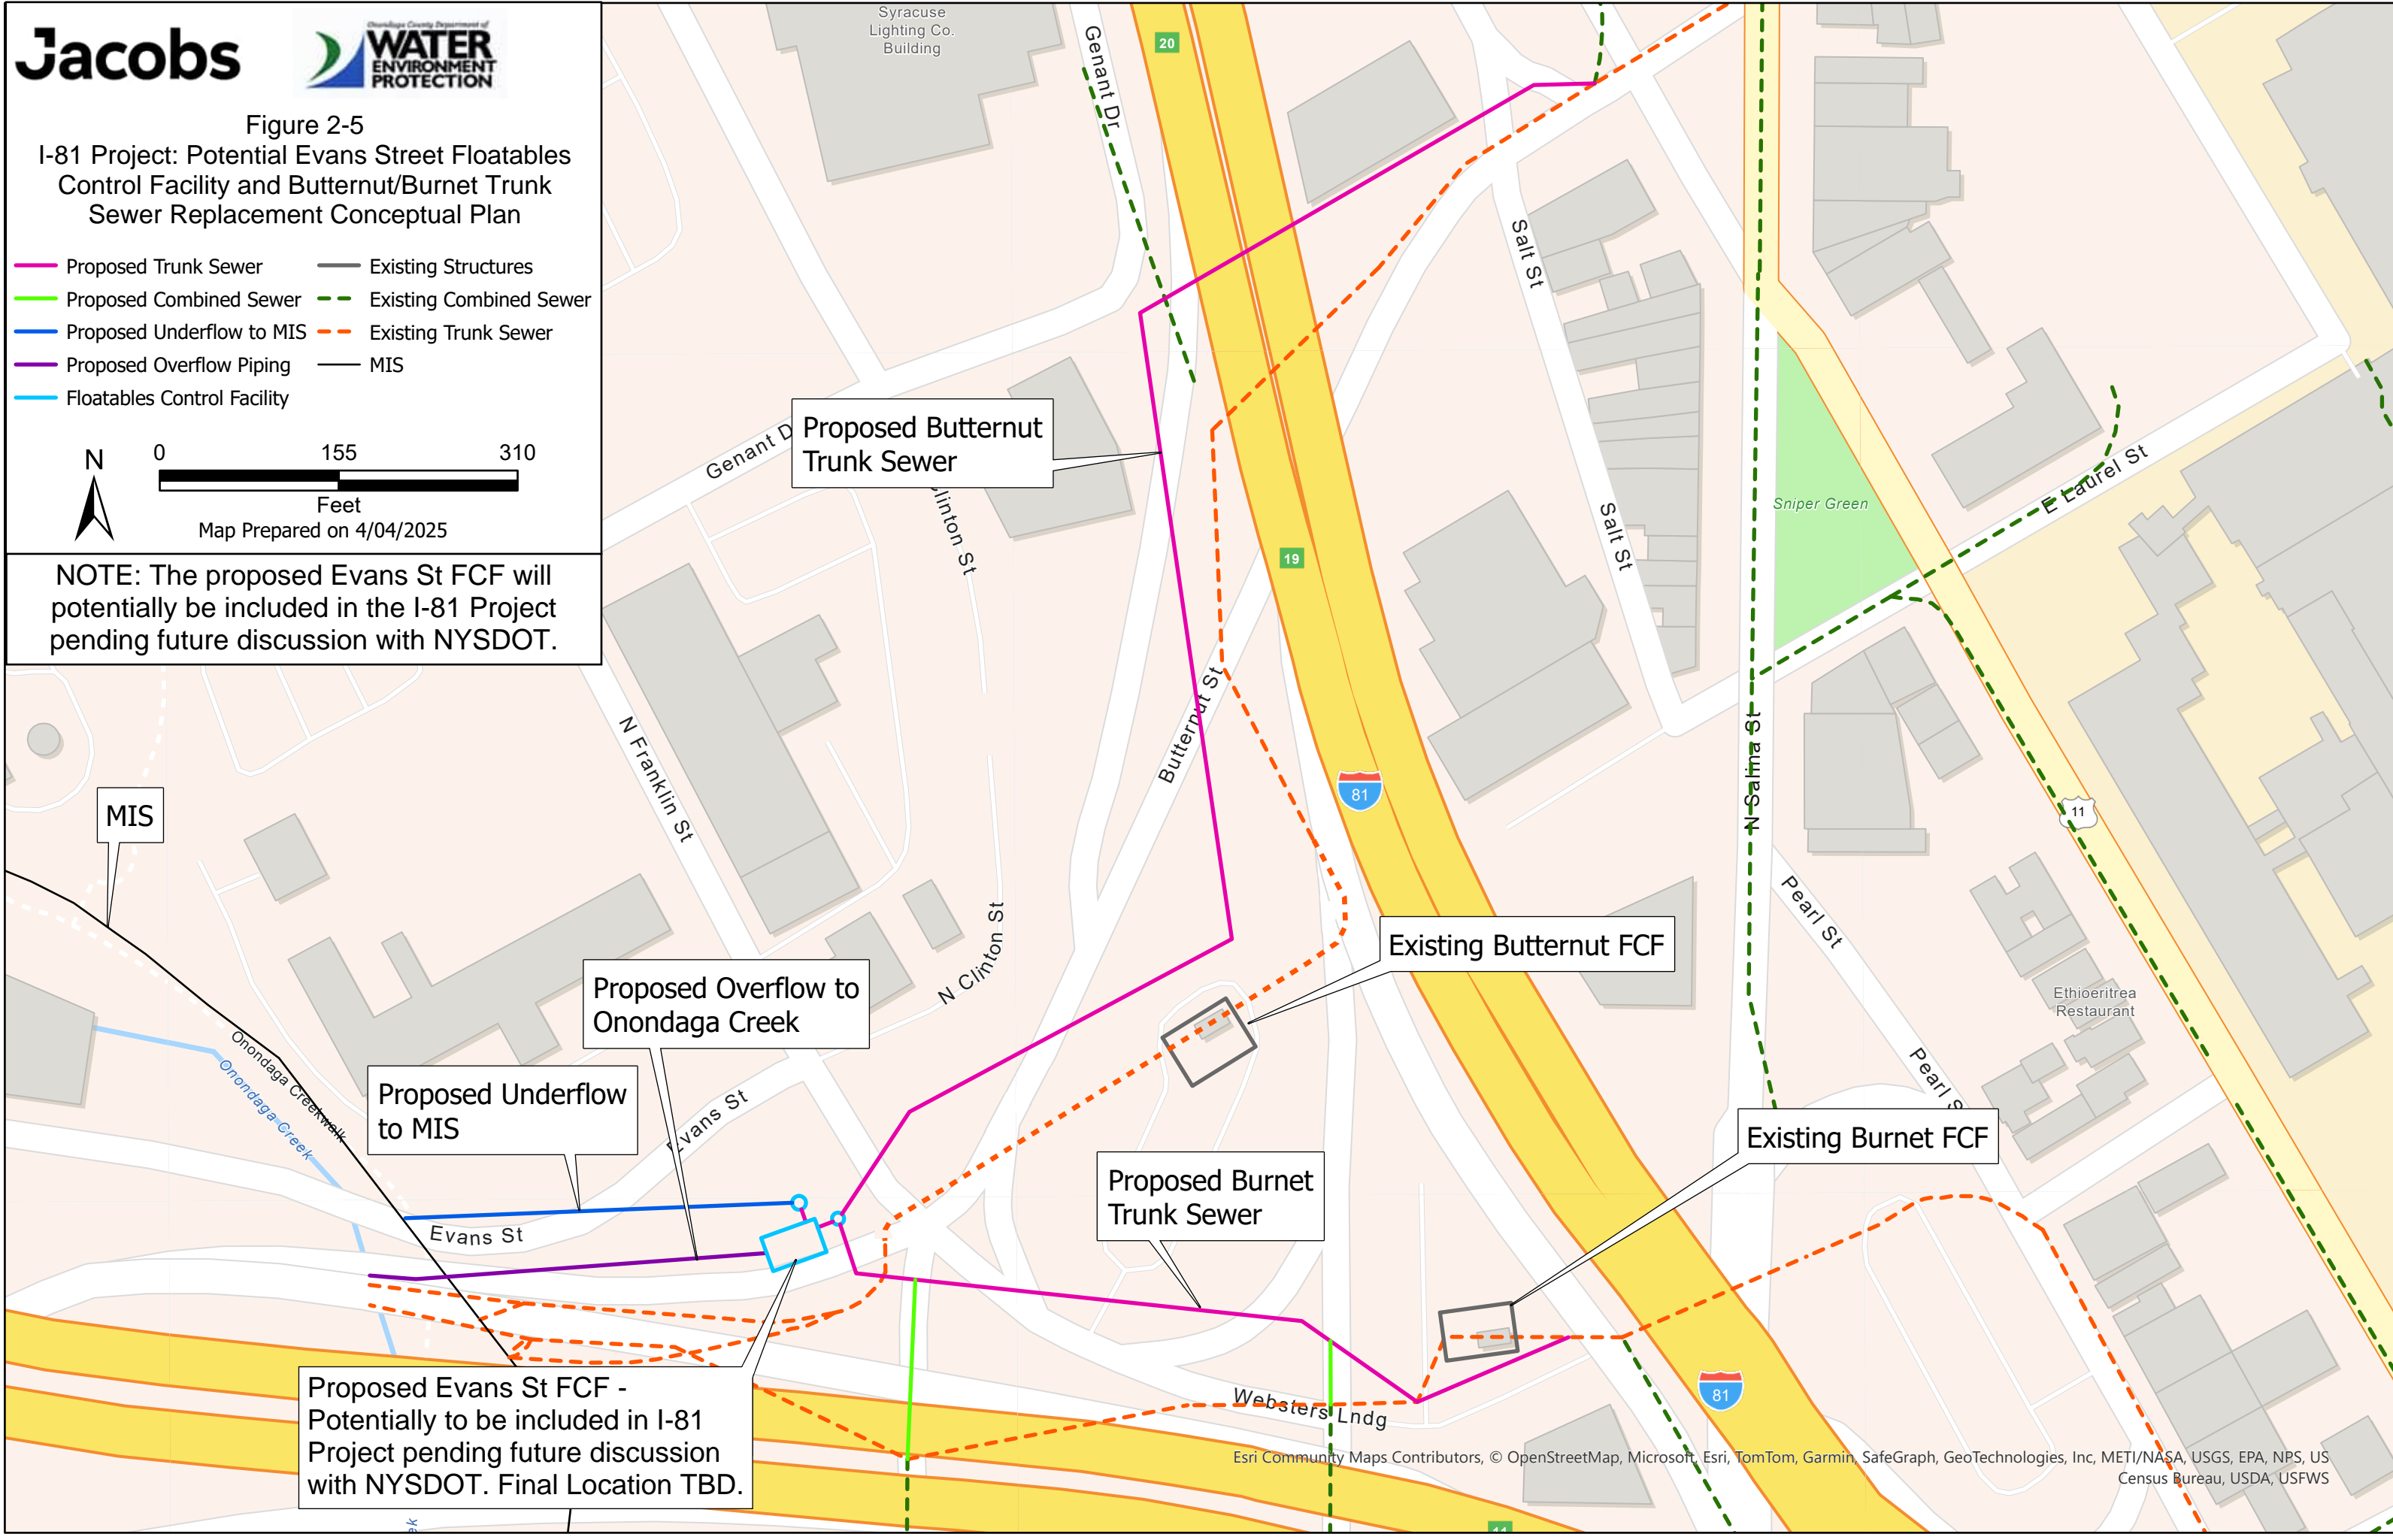 Jacobs
Onondaga County Department of
WATER
ENVIRONMENT
PROTECTION
Figure 2-5
I-81 Project: Potential Evans Street Floatables
Control Facility and Butternut/Burnet Trunk
Sewer Replacement Conceptual Plan
Proposed Trunk Sewer
Proposed Combined Sewer
Proposed Underflow to MIS
Proposed Overflow Piping
Floatables Control Facility
Existing Structures
Existing Combined Sewer
Existing Trunk Sewer
MIS
N
0 155 310
Feet
Map Prepared on 4/04/2025
NOTE: The proposed Evans St FCF will
potentially be included in the I-81 Project
pending future discussion with NYSDOT.
Syracuse
Lighting Co.
Building
Genant Dr
20
Salt St
Genant D
Proposed Butternut
Trunk Sewer
Clinton St
19
Salt St
Sniper Green
E Laurel St
N Franklin St
Butternut St
N Salina St
81
11
MIS
Pearl St
Existing Butternut FCF
N Clinton St
Proposed Overflow to
Onondaga Creek
Ethioeritrea
Restaurant
Onondaga Creekwalk
Onondaga Creek
Pearl S
Proposed Underflow
to MIS
Evans St
Existing Burnet FCF
Proposed Burnet
Trunk Sewer
Evans St
Websters Lndg
81
Proposed Evans St FCF -
Potentially to be included in I-81
Project pending future discussion
with NYSDOT. Final Location TBD.
Esri Community Maps Contributors, © OpenStreetMap, Microsoft, Esri, TomTom, Garmin, SafeGraph, GeoTechnologies, Inc, METI/NASA, USGS, EPA, NPS, US
Census Bureau, USDA, USFWS
ek